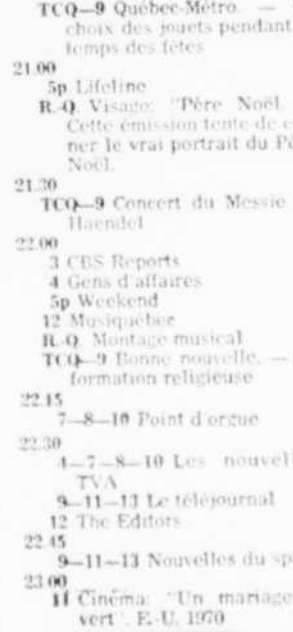 TCQ—9 Québec-Métro. —
choix des jouets pendant
temps des fêtes
21.00
5p Lifeline
R.-Q. Visage: "Père Noël.
Cette émission tente de
ner le vrai portrait du
Noël.
21.20
TCQ—9 Concert du Messie
Haendel
22.00
3 CBS Reports
4 Gens d'affaires
5p Weekend
12 Musiquébec
R.-Q. Montage musical
TCQ—9 Bonne nouvelle. —
formation religieuse
22.15
7—8—10 Point d'orgue
22.30
4—7—8—10 Les nouvell
TVA
9—11—13 Le téléjournal
12 The Editors
22.45
9—11—13 Nouvelles du sp
23.00
11 Cinéma: "Un mariage
vert". E.-U. 1970